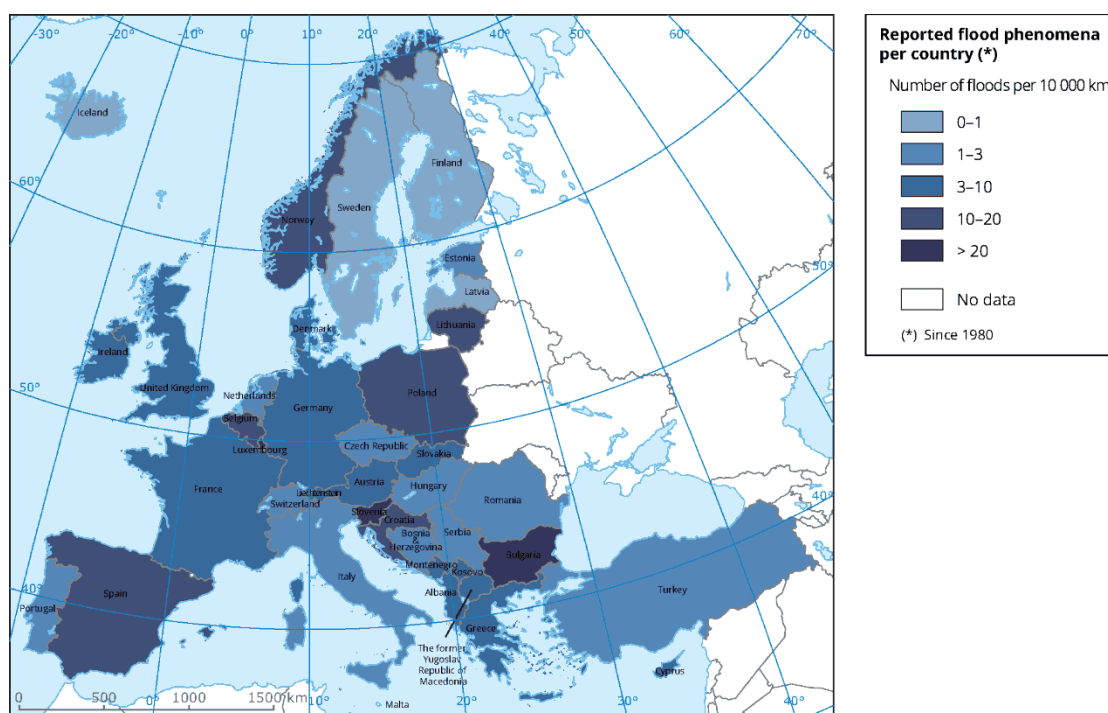 -30°
-20°
-10°
0°
10°
20°
30°
40°
50°
60°
70°
Iceland
60°
50°
Finland
Norway
Sweden
Estonia
Latvia
Lithuania
Denmark
Ireland
United Kingdom
50°
Netherlands
Poland
Germany
Belgium
Luxembourg
Czech Republic
Slovakia
France
Austria
Liechtenstein
Switzerland
Hungary
Romania
40°
Slovenia
Croatia
Bosnia
&
Herzegovina
Serbia
Bulgaria
Montenegro
Kosovo
Italy
Albania
40°
Portugal
Spain
Turkey
Greece
The former
Yugoslav
Republic of
Macedonia
Cyprus
Malta
0 500 1000 1500 km
0°
10°
20°
30°
40°
Reported flood phenomena
per country (*)
Number of floods per 10 000 km
0–1
1–3
3–10
10–20
> 20
No data
(*) Since 1980